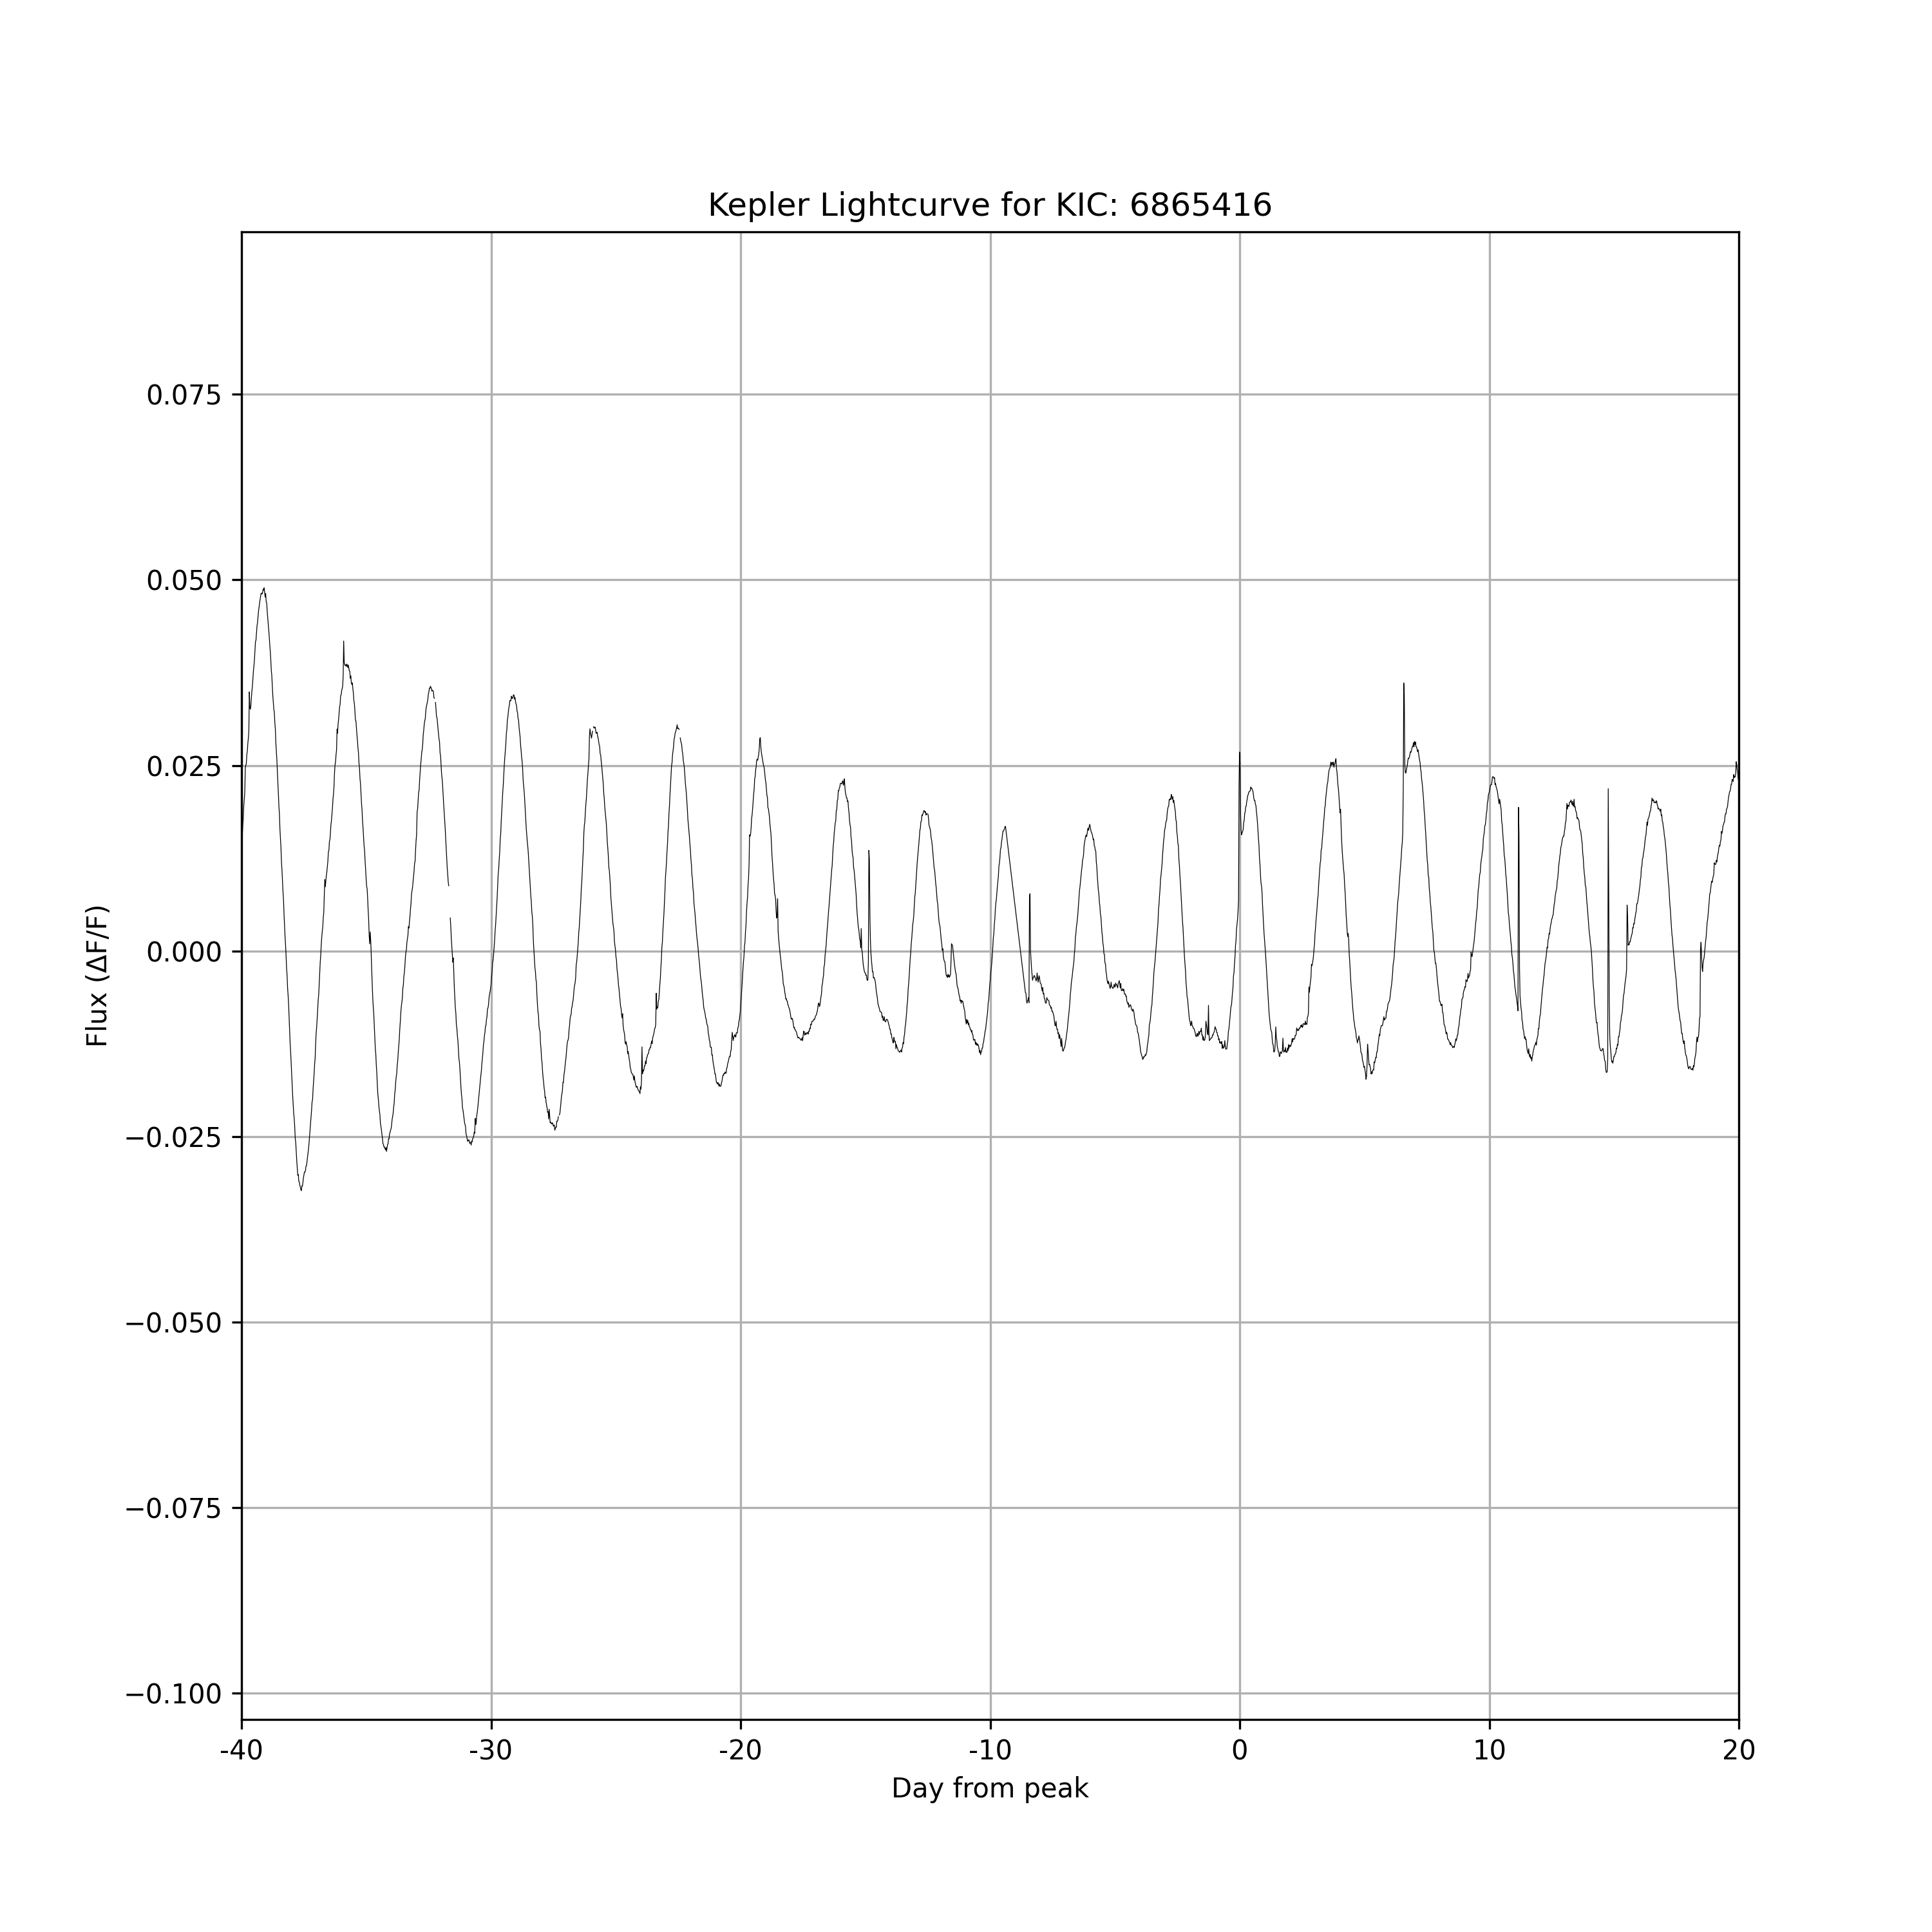 Kepler Lightcurve for KIC: 6865416
0.075
0.050
0.025
0.000
−0.025
−0.050
−0.075
−0.100
Flux (ΔF/F)
-40 -30 -20 -10 0 10 20
Day from peak